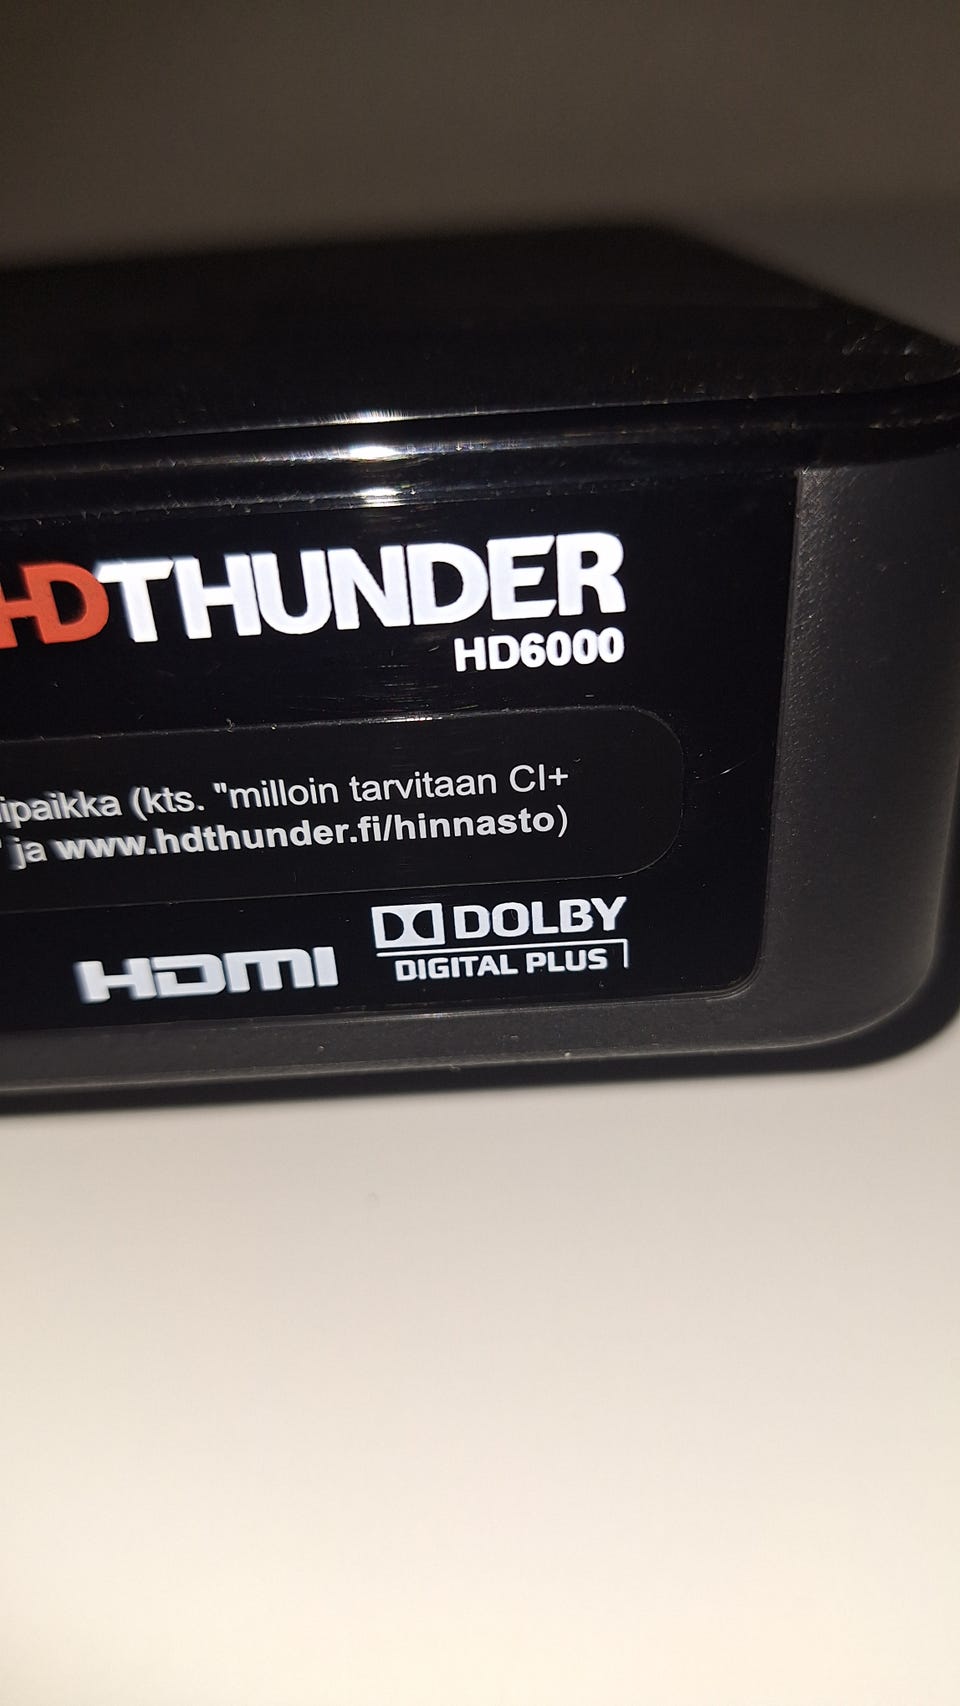 HDTHUNDER
HD6000
ipaikka (kts. "milloin tarvitaan CI+
" ja www.hdthunder.fi/hinnasto)
DOLBY
HDMI DIGITAL PLUS